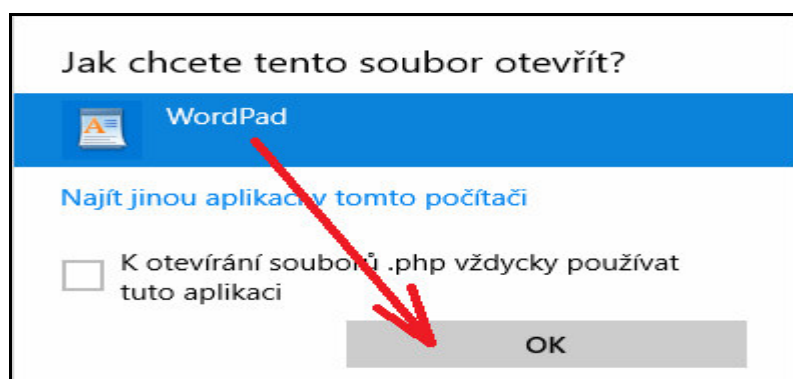 Jak chcete tento soubor otevřít?
WordPad
Najít jinou aplikaci v tomto počítači
K otevírání souborů .php vždycky používat
tuto aplikaci
OK